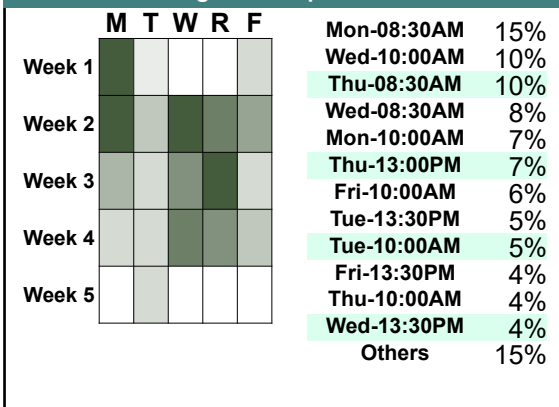 M T W R F
Week 1
Week 2
Week 3
Week 4
Week 5
Mon-08:30AM 15%
Wed-10:00AM 10%
Thu-08:30AM 10%
Wed-08:30AM 8%
Mon-10:00AM 7%
Thu-13:00PM 7%
Fri-10:00AM 6%
Tue-13:30PM 5%
Tue-10:00AM 5%
Fri-13:30PM 4%
Thu-10:00AM 4%
Wed-13:30PM 4%
Others 15%